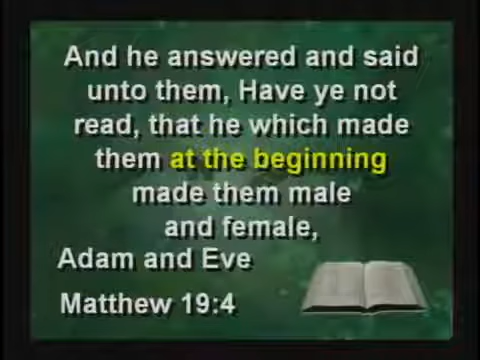 And he answered and said
unto them, Have ye not
read, that he which made
them at the beginning
made them male
and female,
Adam and Eve
Matthew 19:4